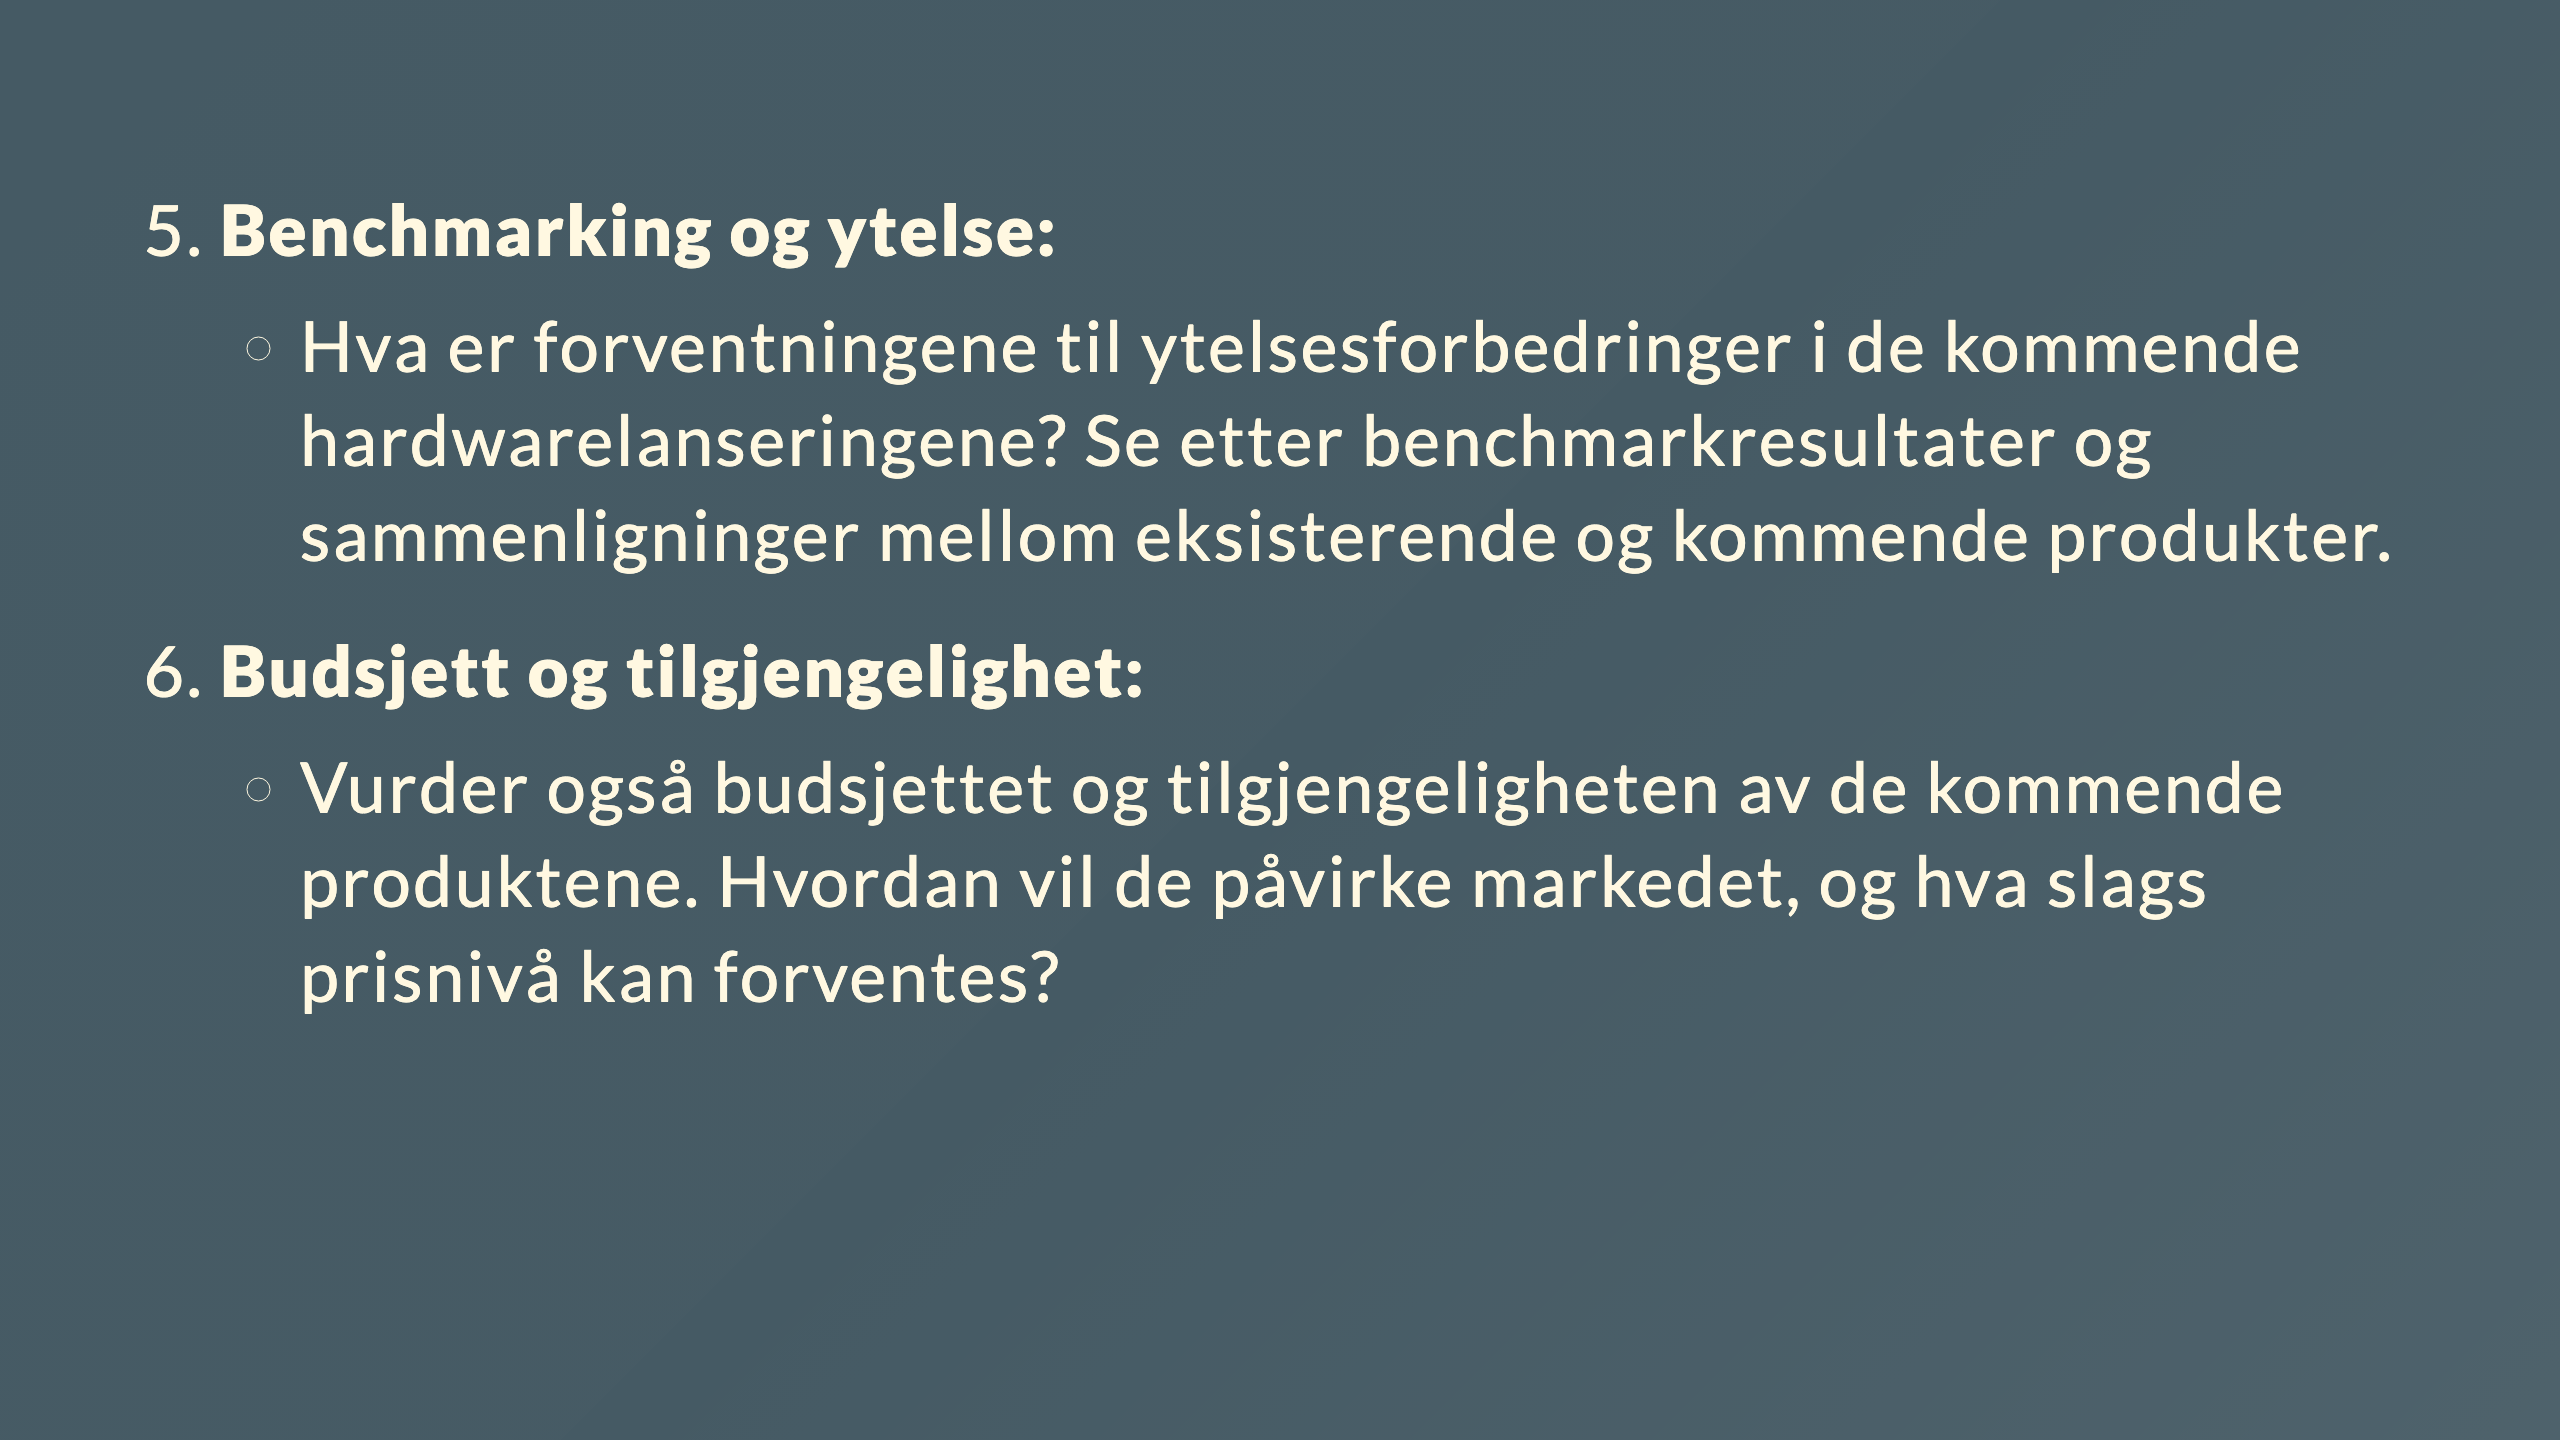 5. Benchmarking og ytelse:
○ Hva er forventningene til ytelsesforbedringer i de kommende
hardwarelanseringene? Se etter benchmarkresultater og
sammenligninger mellom eksisterende og kommende produkter.
6. Budsjett og tilgjengelighet:
○ Vurder også budsjettet og tilgjengeligheten av de kommende
produktene. Hvordan vil de påvirke markedet, og hva slags
prisnivå kan forventes?